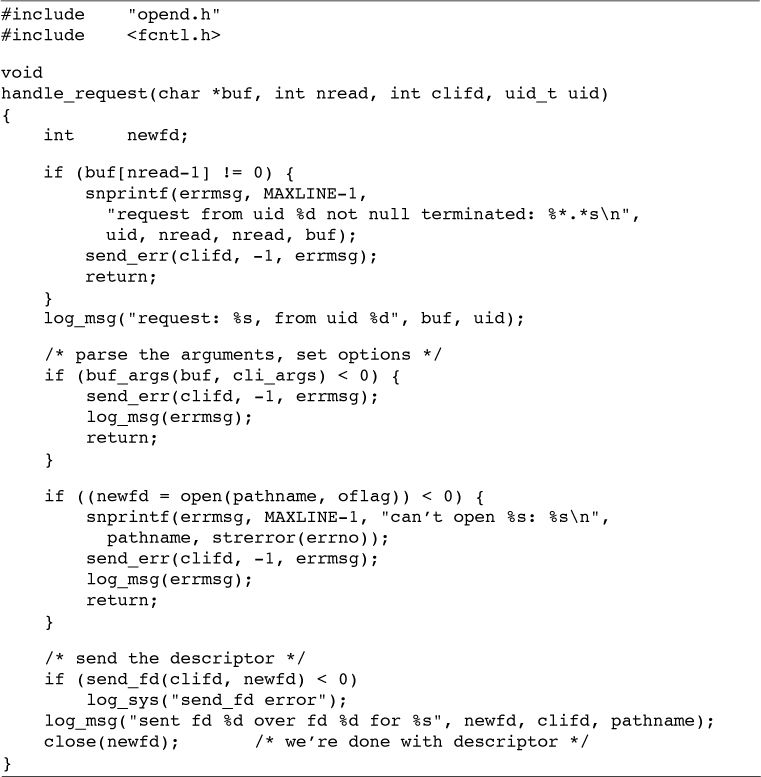 #include    "opend.h"
#include    <fcntl.h>

void
handle_request(char *buf, int nread, int clifd, uid_t uid)
{
    int     newfd;

    if (buf[nread-1] != 0) {
        snprintf(errmsg, MAXLINE-1,
          "request from uid %d not null terminated: %*.*s\n",
          uid, nread, nread, buf);
        send_err(clifd, -1, errmsg);
        return;
    }
    log_msg("request: %s, from uid %d", buf, uid);

    /* parse the arguments, set options */
    if (buf_args(buf, cli_args) < 0) {
        send_err(clifd, -1, errmsg);
        log_msg(errmsg);
        return;
    }

    if ((newfd = open(pathname, oflag)) < 0) {
        snprintf(errmsg, MAXLINE-1, "can’t open %s: %s\n",
          pathname, strerror(errno));
        send_err(clifd, -1, errmsg);
        log_msg(errmsg);
        return;
    }

    /* send the descriptor */
    if (send_fd(clifd, newfd) < 0)
        log_sys("send_fd error");
    log_msg("sent fd %d over fd %d for %s", newfd, clifd, pathname);
    close(newfd);       /* we’re done with descriptor */
}